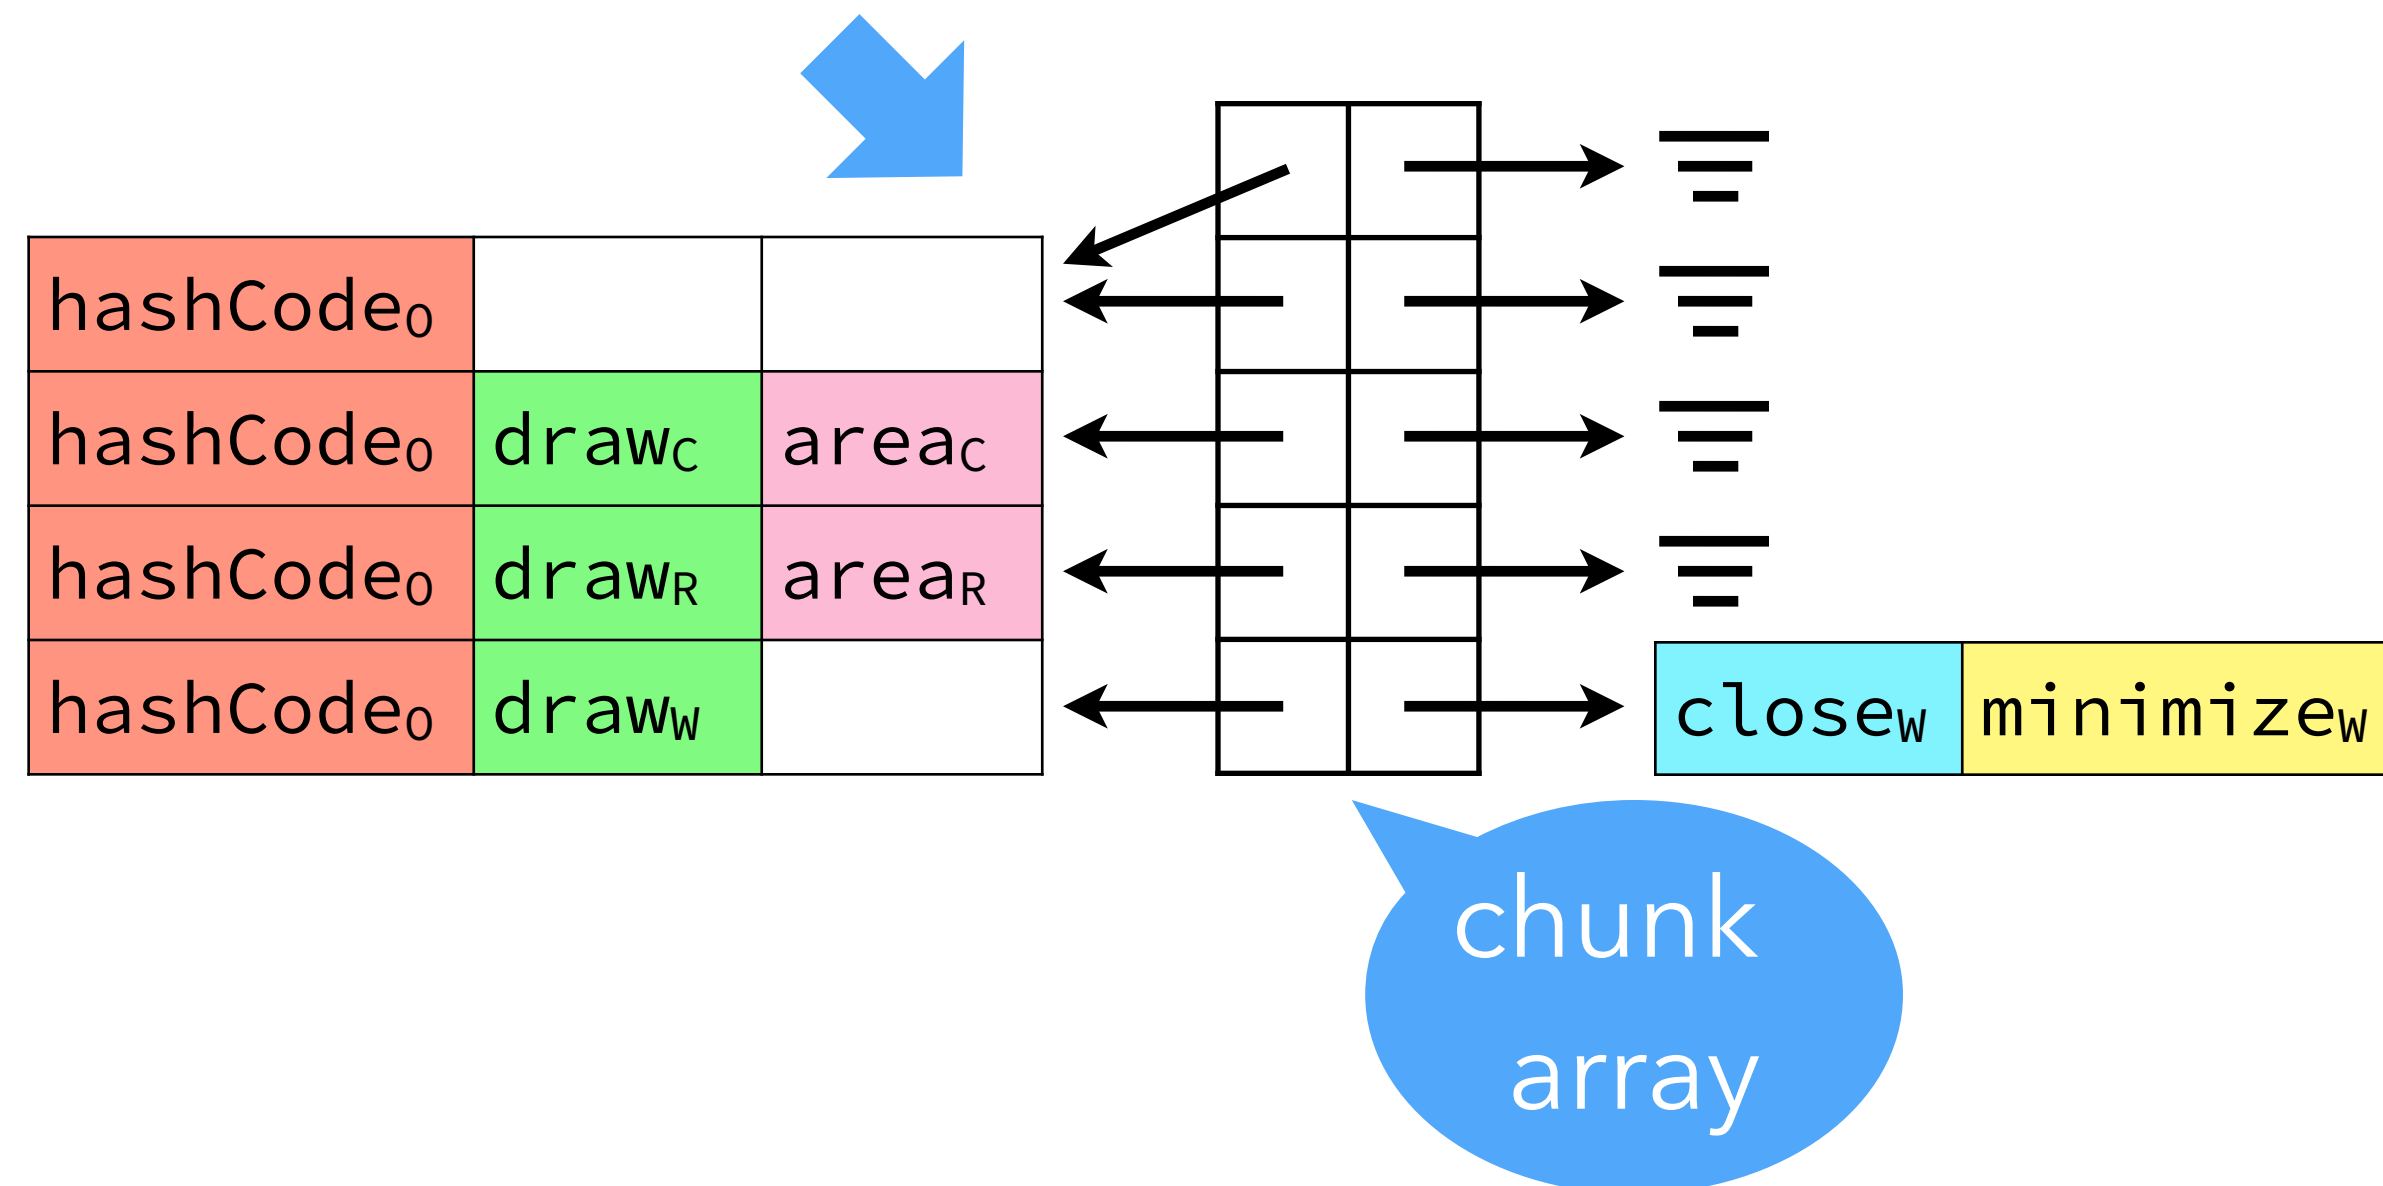 hashCodeO
hashCodeO drawC areaC
hashCodeO drawR areaR
hashCodeO drawW closeW minimizeW
chunk
array